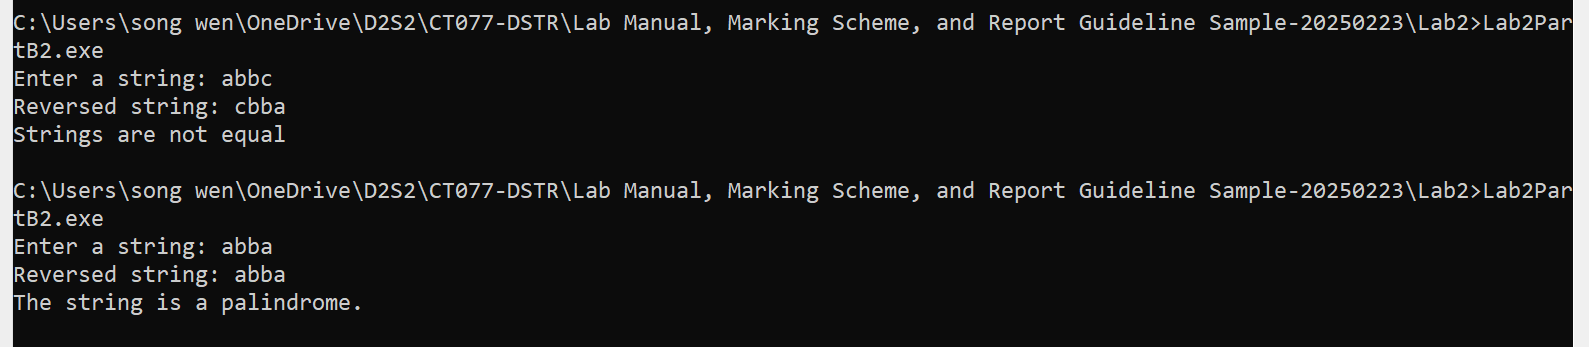 C:\Users\song wen\OneDrive\D2S2\CT077-DSTR\Lab Manual, Marking Scheme, and Report Guideline Sample-20250223\Lab2>Lab2Par
tB2.exe
Enter a string: abbc
Reversed string: cbba
Strings are not equal
C:\Users\song wen\OneDrive\D2S2\CT077-DSTR\Lab Manual, Marking Scheme, and Report Guideline Sample-20250223\Lab2>Lab2Par
tB2.exe
Enter a string: abba
Reversed string: abba
The string is a palindrome.